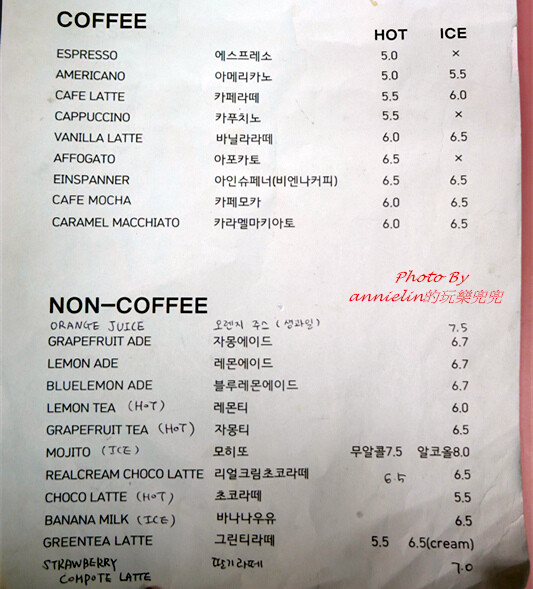 COFFEE HOT ICE
ESPRESSO 에스프레소 5.0 ×
AMERICANO 아메리카노 5.0 5.5
CAFE LATTE 카페라떼 5.5 6.0
CAPPUCCINO 카푸치노 5.5 ×
VANILLA LATTE 바닐라라떼 6.0 6.5
AFFOGATO 아포카토 6.5 ×
EINSPANNER 아인슈페너(비엔나커피) 6.5 6.5
CAFE MOCHA 카페모카 6.0 6.5
CARAMEL MACCHIATO 카라멜마키아토 6.0 6.5
Photo By
annielin的玩樂兜兜
NON-COFFEE
ORANGE JUICE 오렌지 주스 (생과일) 7.5
GRAPEFRUIT ADE 자몽에이드 6.7
LEMON ADE 레몬에이드 6.7
BLUELEMON ADE 블루레몬에이드 6.7
LEMON TEA (HOT) 레몬티 6.0
GRAPEFRUIT TEA (HOT) 자몽티 6.5
MOJITO (ICE) 모히또 무알콜7.5 알코올8.0
REALCREAM CHOCO LATTE 리얼크림초코라떼 6.5 6.5
CHOCO LATTE (HOT) 초코라떼 5.5
BANANA MILK (ICE) 바나나우유 6.5
GREENTEA LATTE 그린티라떼 5.5 6.5(cream)
STRAWBERRY 딸기라떼 7.0
COMPOTE LATTE